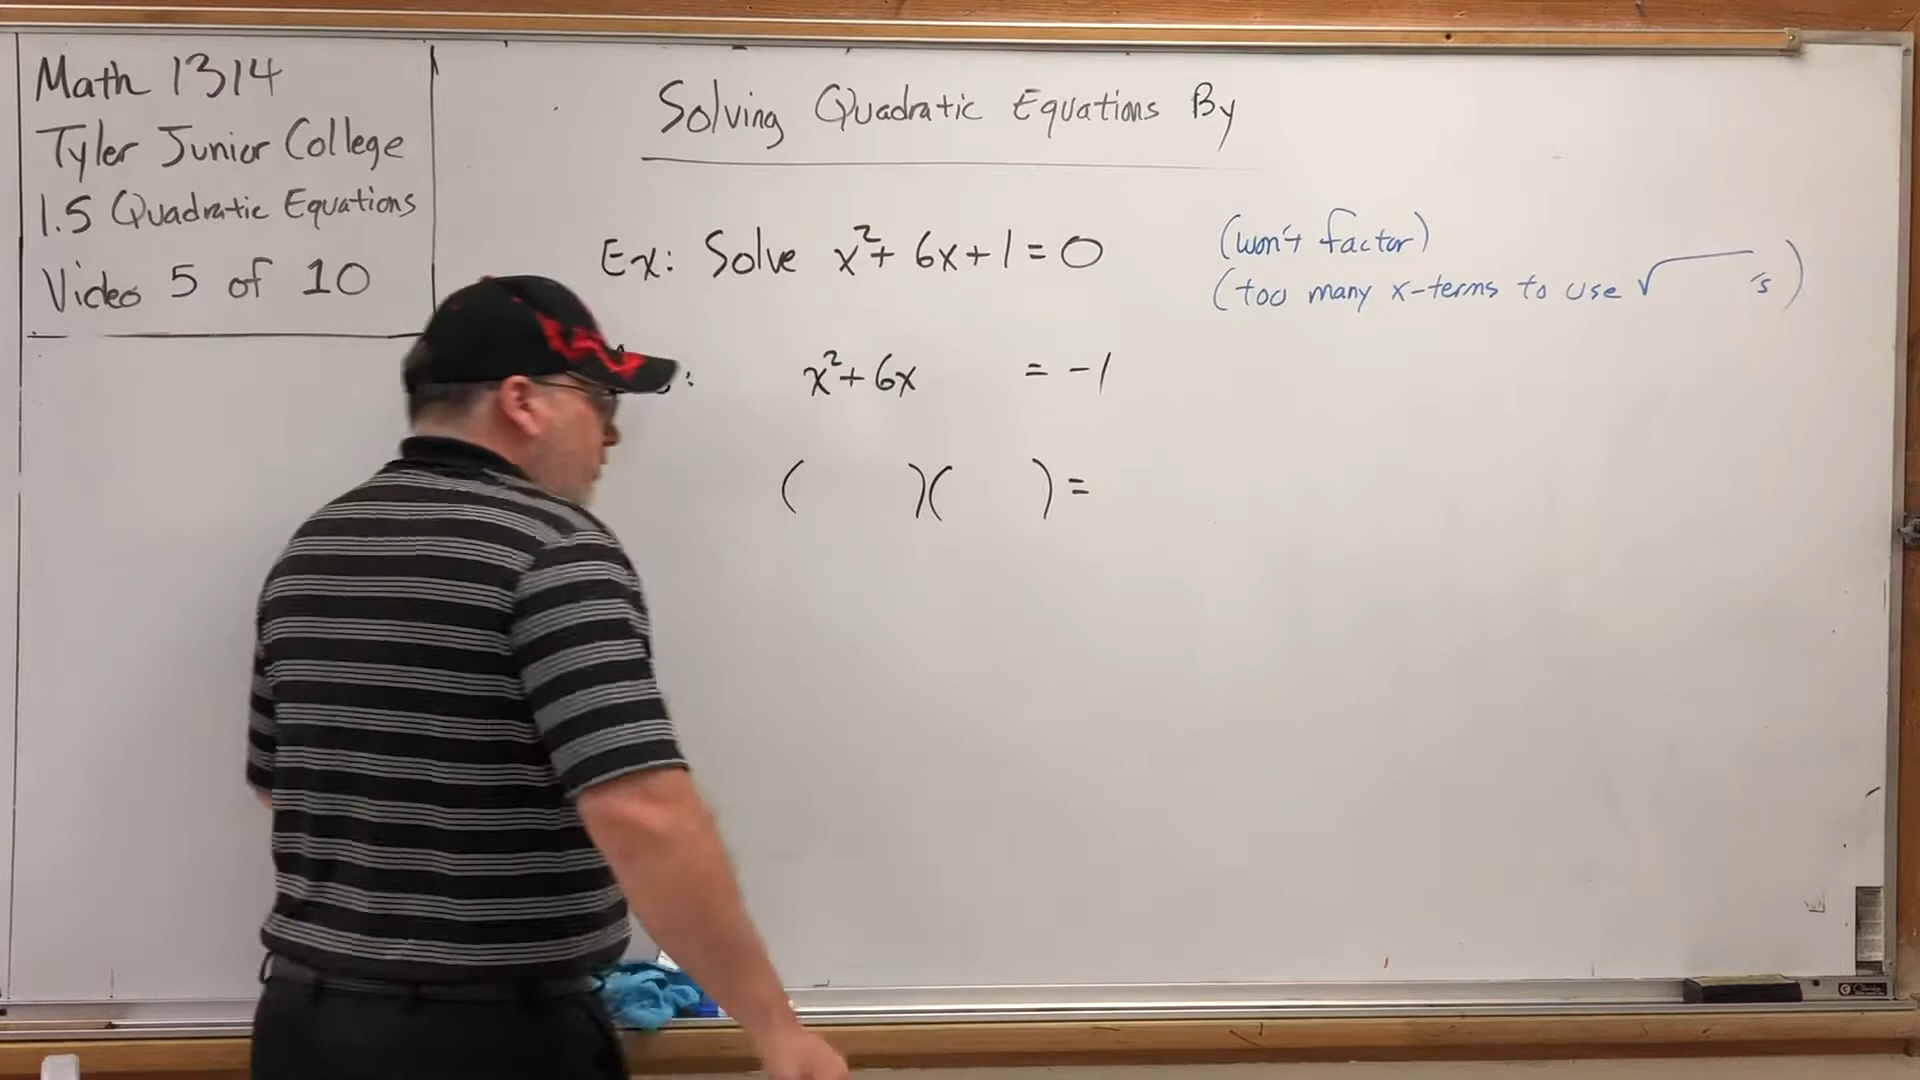 Math 1314
Tyler Junior College
1.5 Quadratic Equations
Video 5 of 10
Solving Quadratic Equations By
Ex: Solve x²+ 6x+1=0
(won't factor)
(too many x-terms to use √ 's)
x²+ 6x = -1
( )( ) =